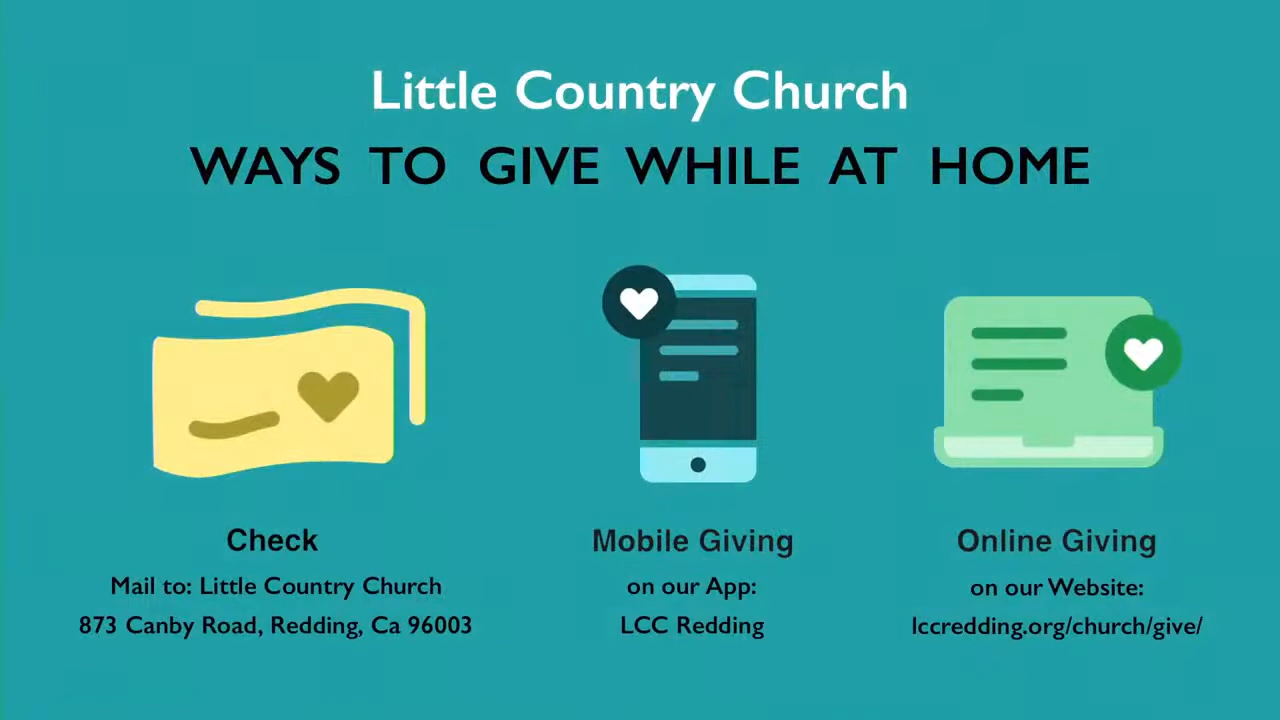 Little Country Church
WAYS TO GIVE WHILE AT HOME
Check
Mail to: Little Country Church
873 Canby Road, Redding, Ca 96003
Mobile Giving
on our App:
LCC Redding
Online Giving
on our Website:
lccredding.org/church/give/